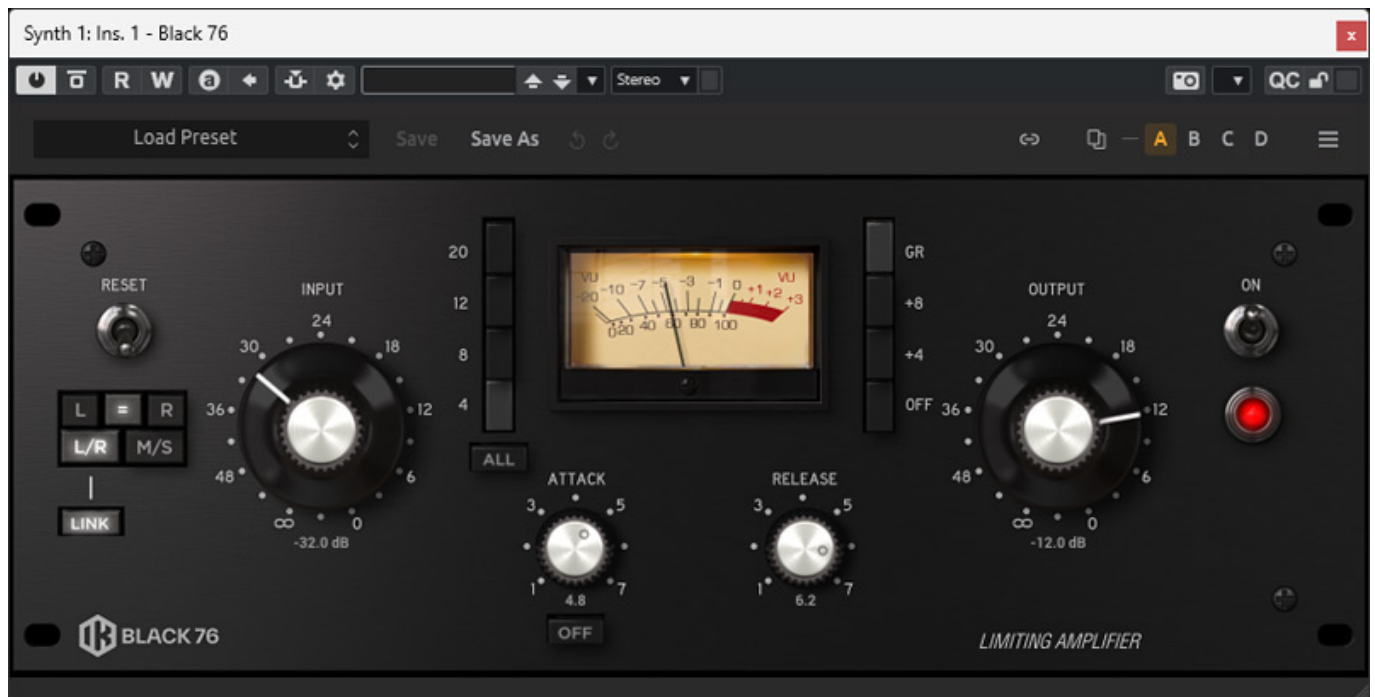 Synth 1: Ins. 1 - Black 76
x
R W a Stereo QC
Load Preset Save Save As A B C D
RESET
INPUT
24
30 18
36 12
48 6
∞ 0
-32.0 dB
L = R
L/R M/S
LINK
20
12
8
4
ALL
VU VU
-20 -10 -7 -5 -3 -1 0 +1 +2 +3
0 20 40 60 80 100
GR
+8
+4
OFF
ATTACK
3 5
1 7
4.8
OFF
RELEASE
3 5
1 7
6.2
OUTPUT
24
30 18
36 12
48 6
∞ 0
-12.0 dB
ON
BLACK 76
LIMITING AMPLIFIER